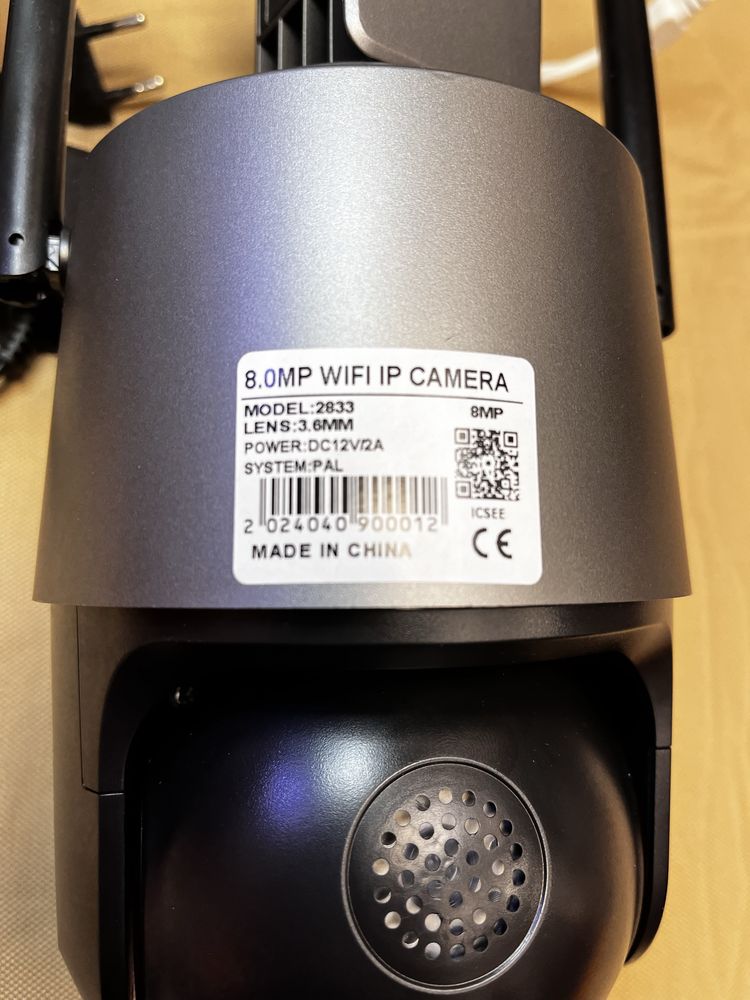 8.0MP WIFI IP CAMERA
MODEL:2833
8MP
LENS:3.6MM
POWER:DC12V/2A
SYSTEM:PAL
ICSEE
2 024040 900012
MADE IN CHINA
CE